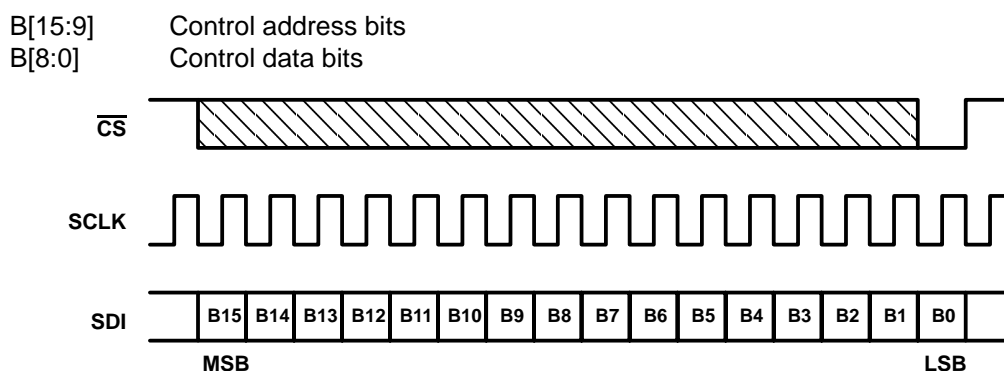 B[15:9] Control address bits
B[8:0] Control data bits
CS
SCLK
SDI B15 B14 B13 B12 B11 B10 B9 B8 B7 B6 B5 B4 B3 B2 B1 B0
MSB LSB